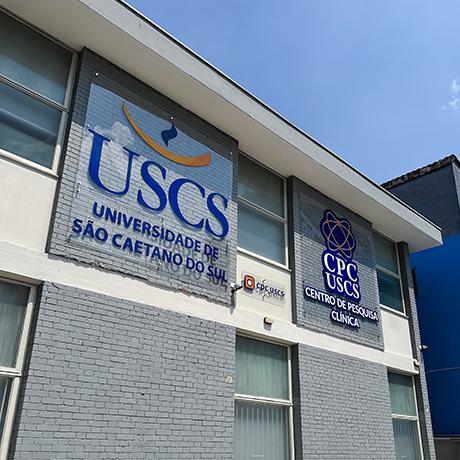 USCS
UNIVERSIDADE DE
SÃO CAETANO DO SUL
cpc.uscs
CPC
USCS
CENTRO DE PESQUISA
CLÍNICA